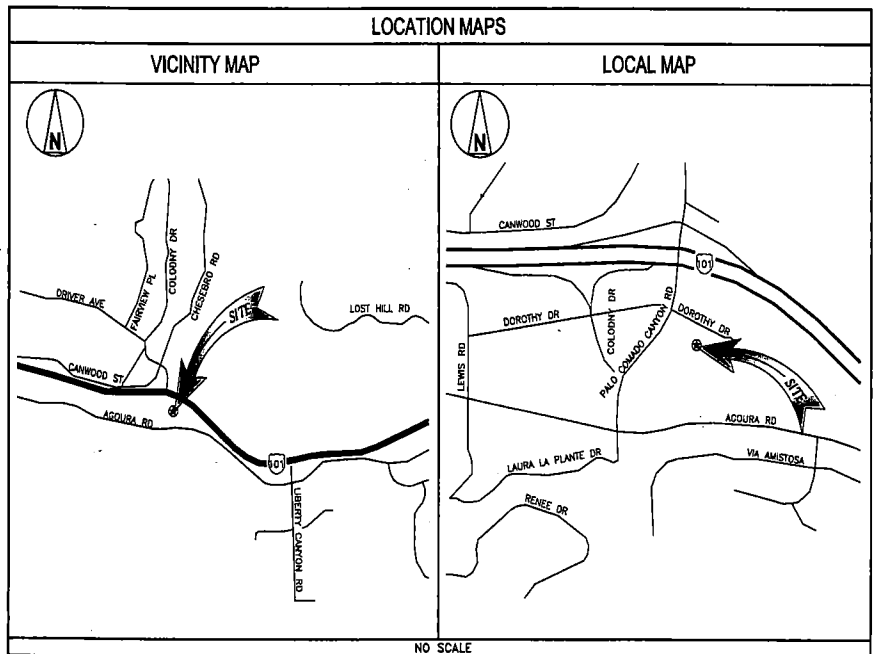 LOCATION MAPS
VICINITY MAP
N
DRIVER AVE
FAIRVIEW PL
COLODNY DR
CHESEBRO RD
SITE
LOST HILL RD
CANWOOD ST
AGOURA RD
101
LIBERTY CANYON RD
LOCAL MAP
N
CANWOOD ST
101
DOROTHY DR
COLODNY DR
PALO COMADO CANYON RD
DOROTHY DR
LEWIS RD
SITE
AGOURA RD
LAURA LA PLANTE DR
VIA AMISTOSA
RENEE DR
NO SCALE